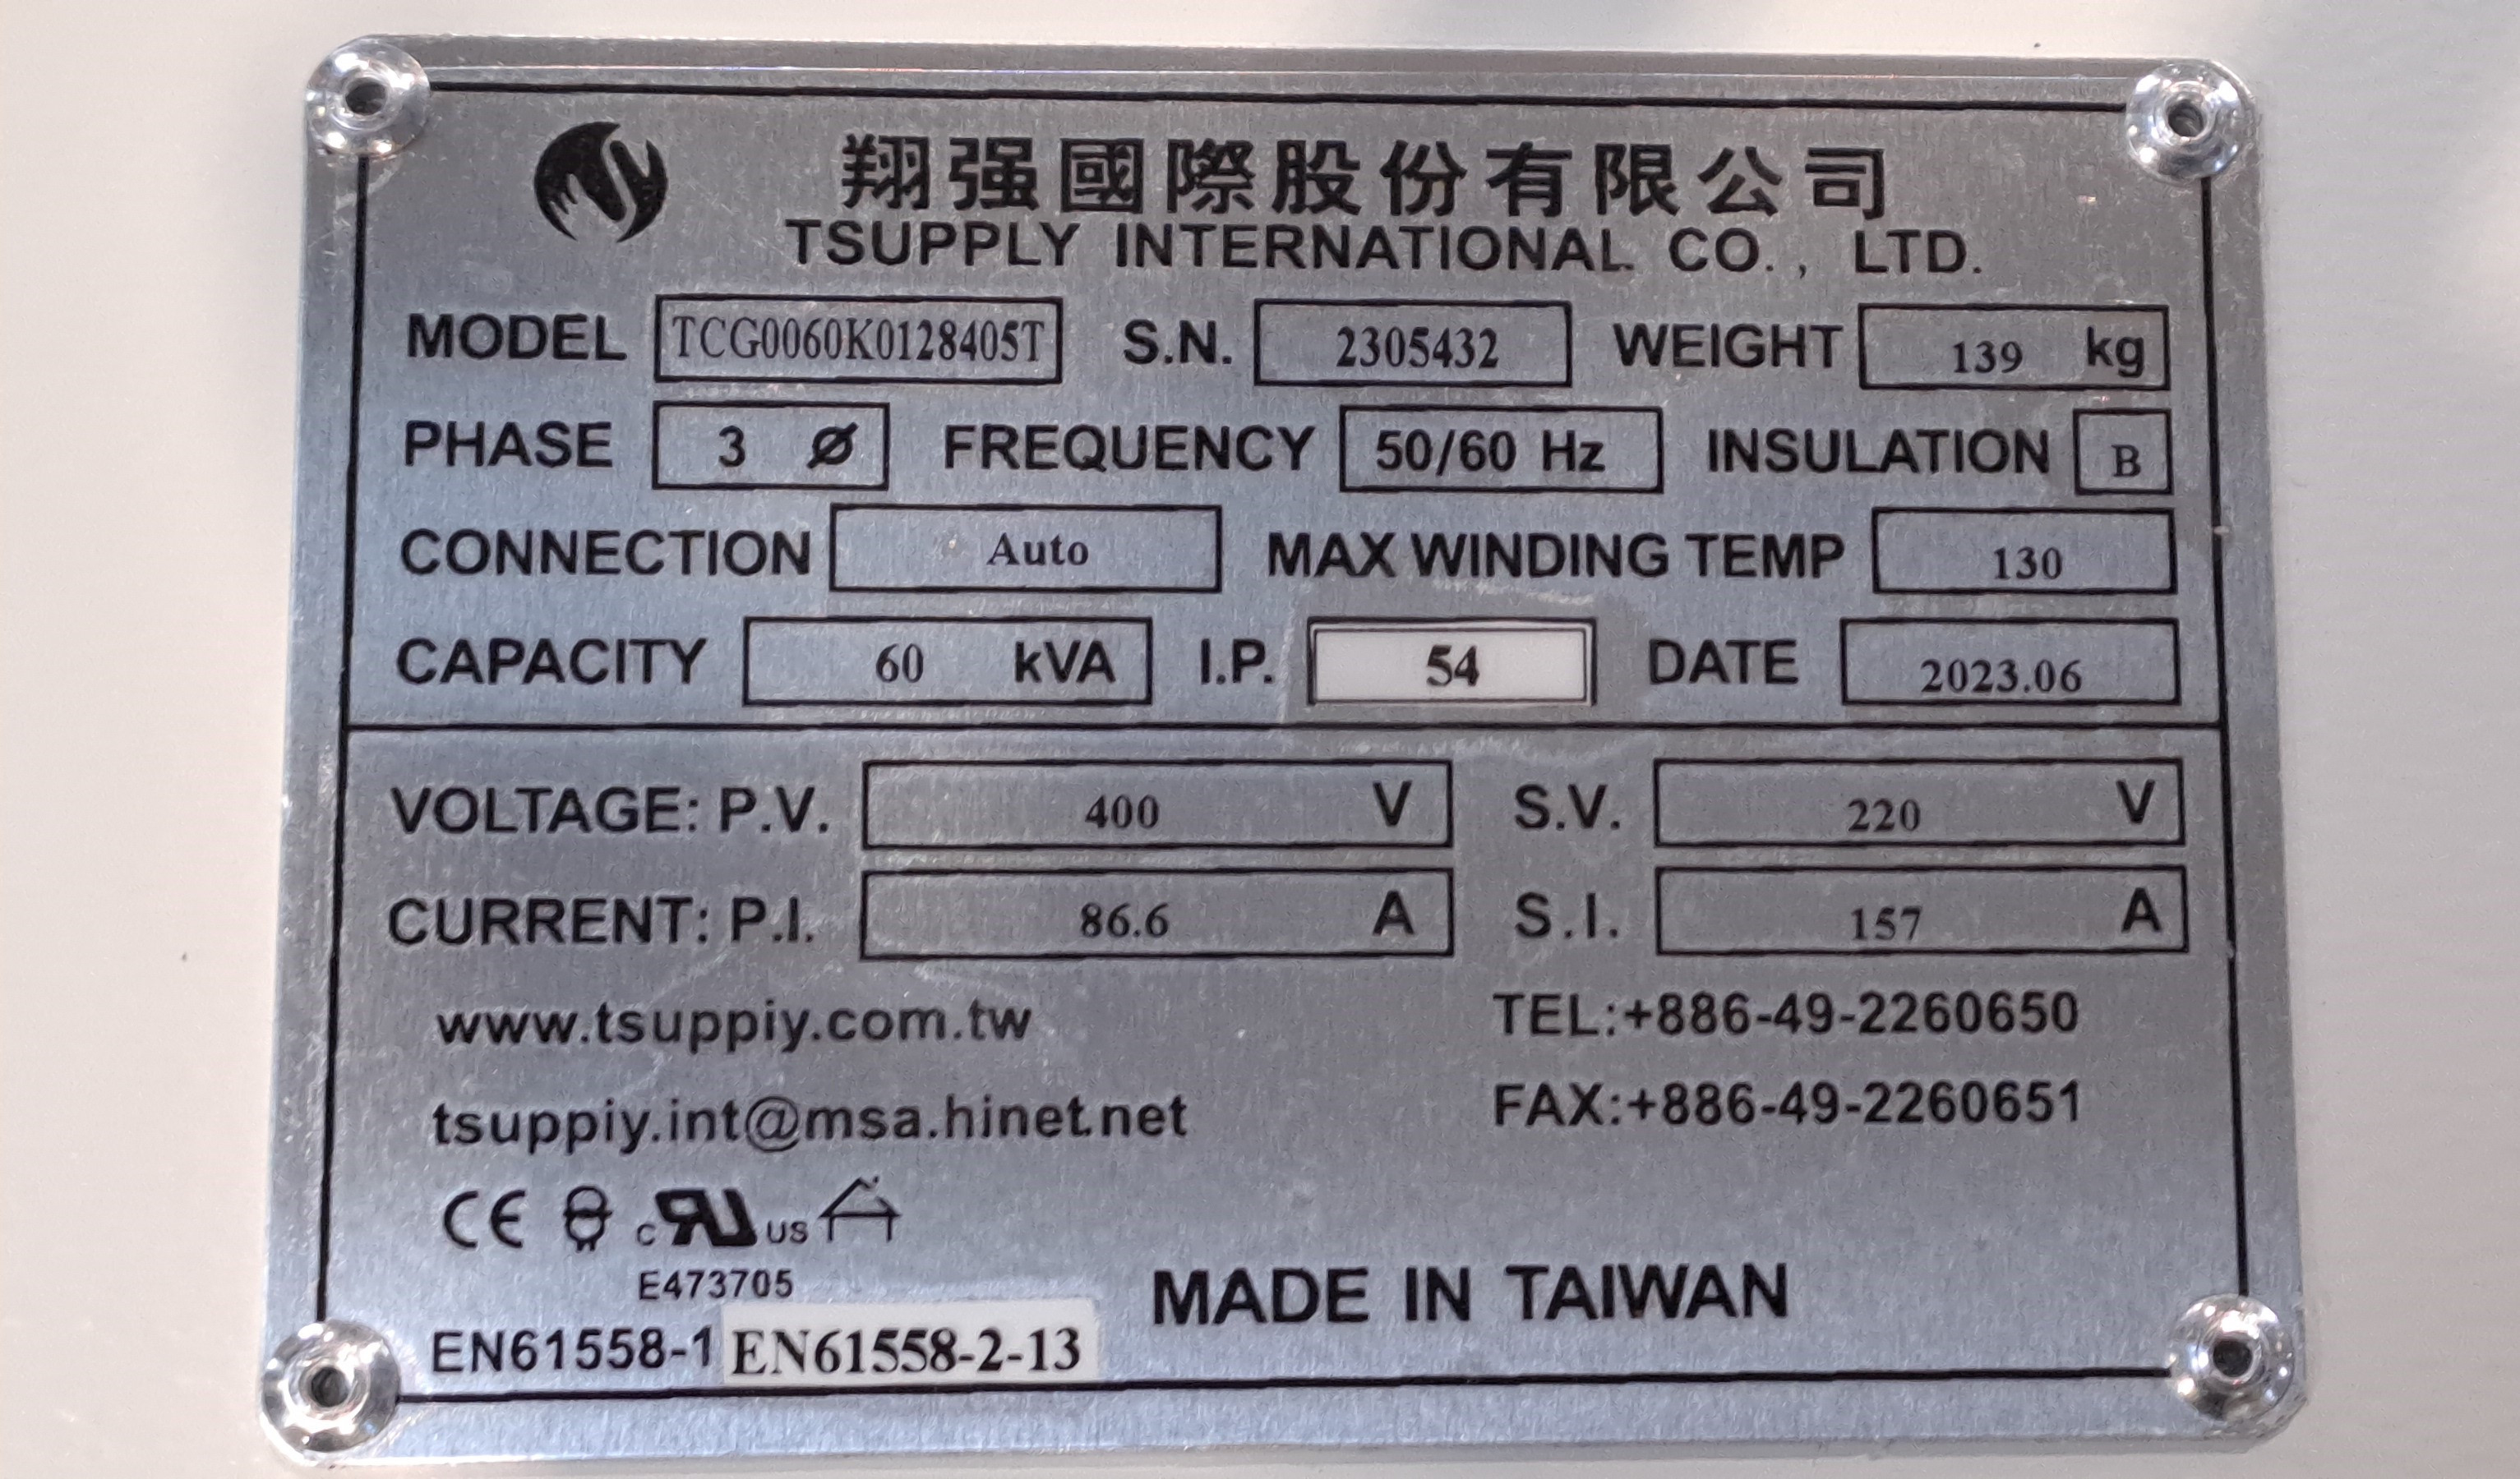 翔强國際股份有限公司
TSUPPLY INTERNATIONAL CO., LTD.
MODEL TCG0060K0128405T S.N. 2305432 WEIGHT 139 kg
PHASE 3 Ø FREQUENCY 50/60 Hz INSULATION B
CONNECTION Auto MAX WINDING TEMP 130
CAPACITY 60 kVA I.P. 54 DATE 2023.06
VOLTAGE: P.V. 400 V S.V. 220 V
CURRENT: P.I. 86.6 A S.I. 157 A
www.tsuppiy.com.tw TEL:+886-49-2260650
tsuppiy.int@msa.hinet.net FAX:+886-49-2260651
CE c RU US
E473705
MADE IN TAIWAN
EN61558-1 EN61558-2-13